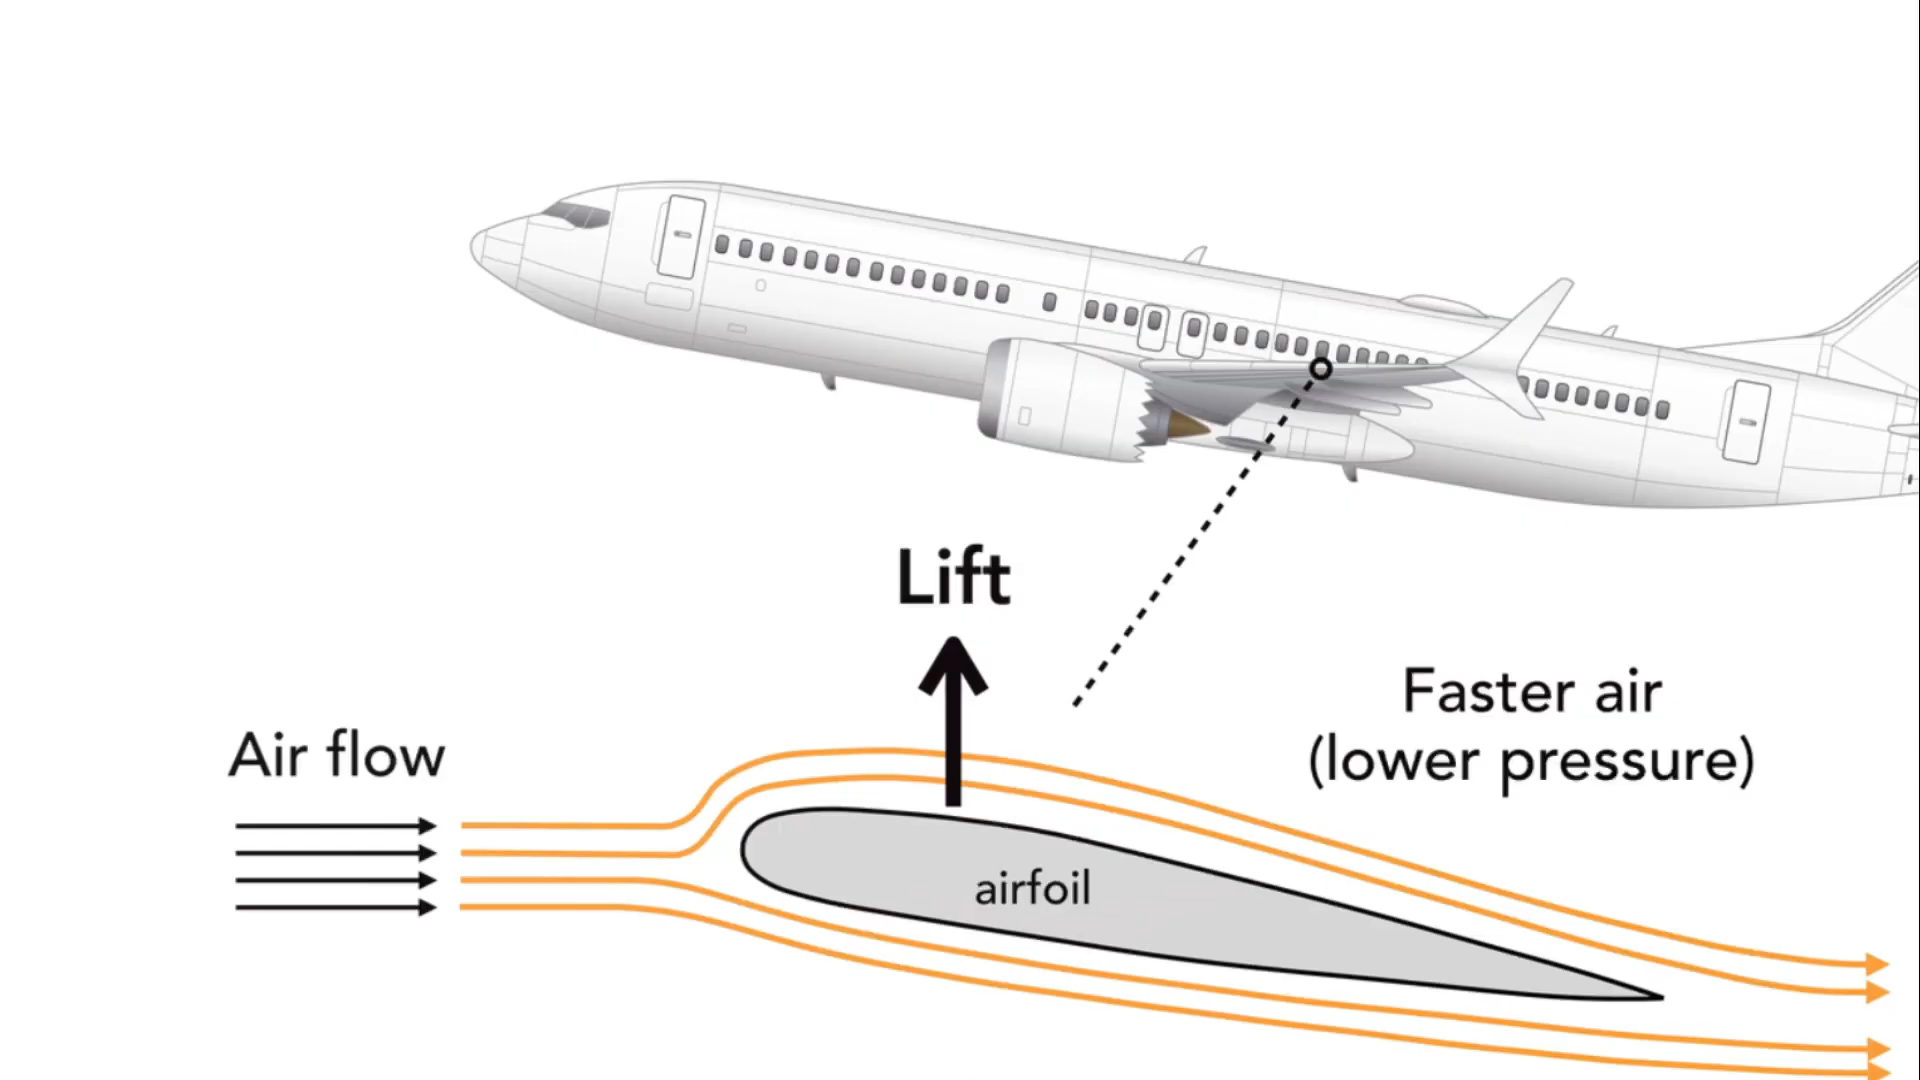 Lift
Air flow
Faster air
(lower pressure)
airfoil